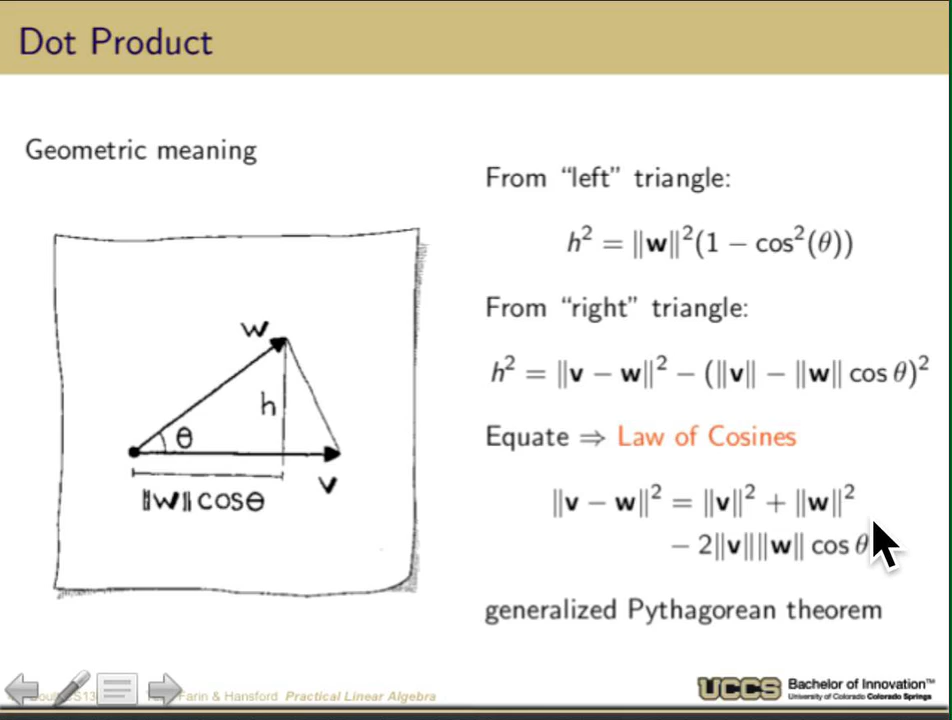 Dot Product
Geometric meaning
w
h
θ
v
‖w‖ cosθ
From “left” triangle:
h² = ‖w‖²(1 − cos²(θ))
From “right” triangle:
h² = ‖v − w‖² − (‖v‖ − ‖w‖ cos θ)²
Equate ⇒ Law of Cosines
‖v − w‖² = ‖v‖² + ‖w‖²
− 2‖v‖‖w‖ cos θ
generalized Pythagorean theorem
Farin & Hansford Practical Linear Algebra
UCCS Bachelor of Innovation™
University of Colorado Colorado Springs